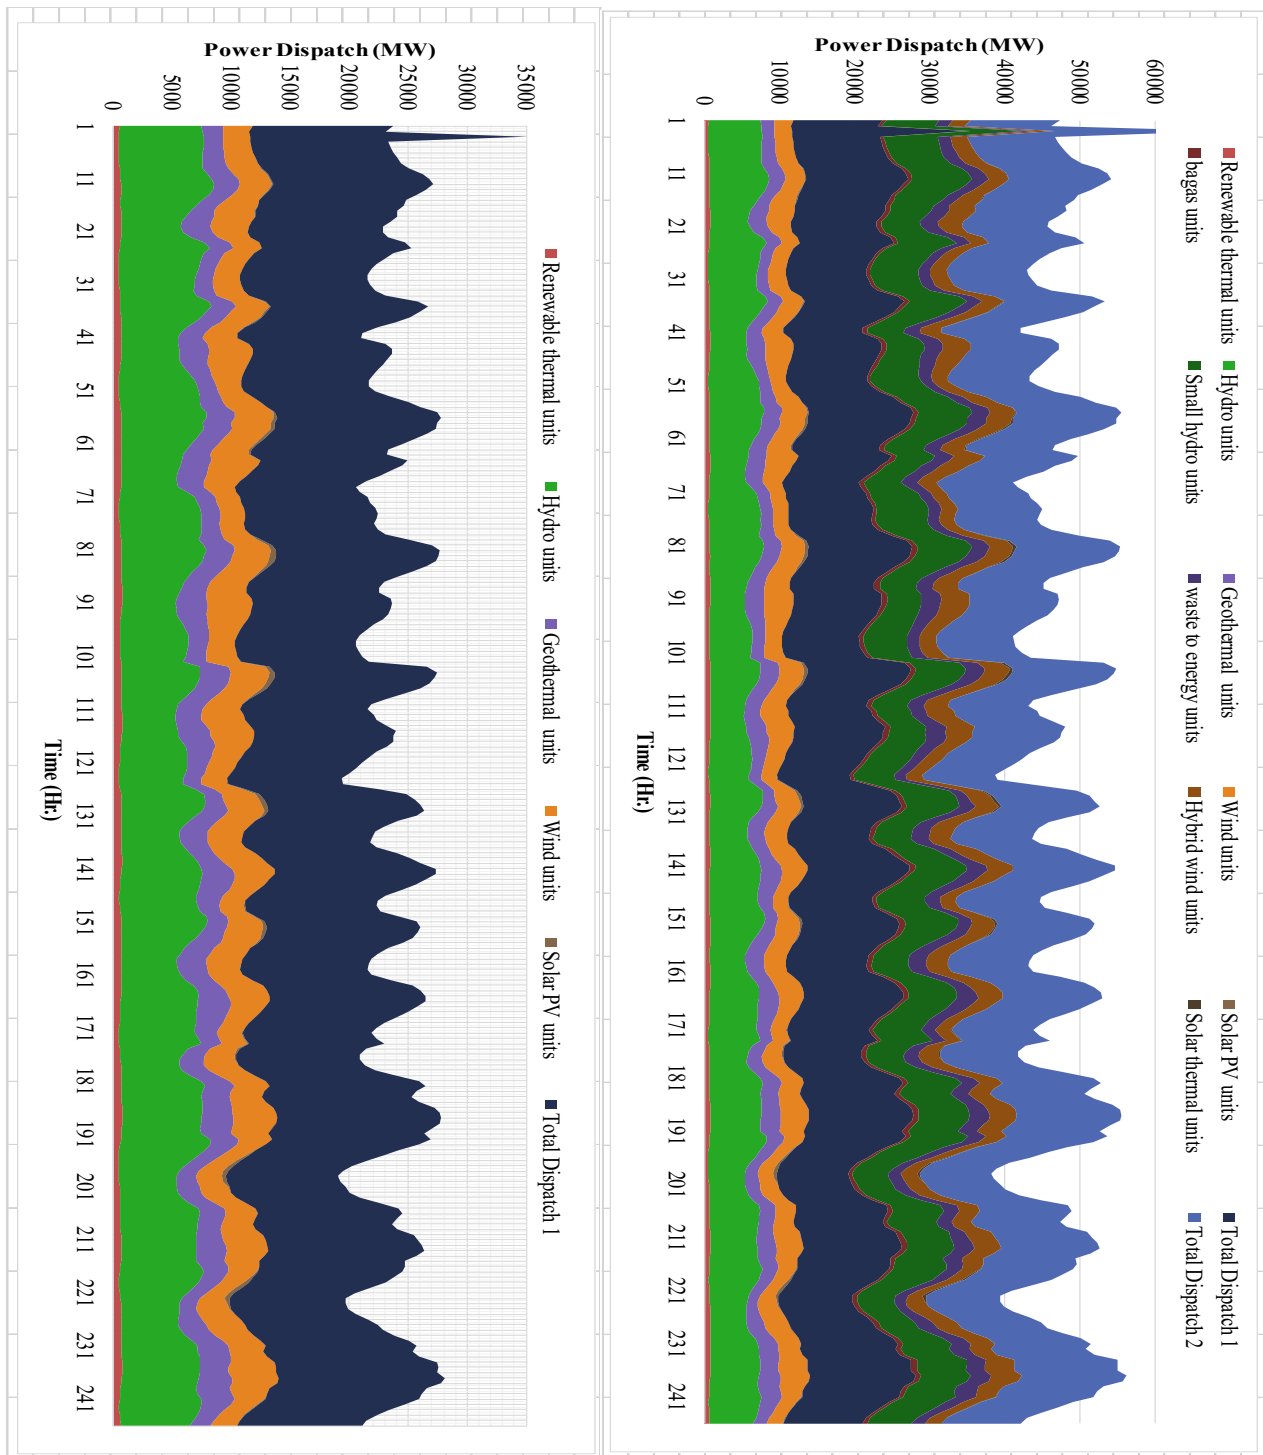 Power Dispatch (MW)
0
5000
10000
15000
20000
25000
30000
35000
1
11
21
31
41
51
61
71
81
91
101
111
121
131
141
151
161
171
181
191
201
211
221
231
241
Time (Hr.)
Renewable thermal units
Hydro units
Geothermal units
Wind units
Solar PV units
Total Dispatch 1
Power Dispatch (MW)
0
10000
20000
30000
40000
50000
60000
1
11
21
31
41
51
61
71
81
91
101
111
121
131
141
151
161
171
181
191
201
211
221
231
241
Time (Hr.)
Renewable thermal units
Hydro units
Geothermal units
Wind units
Solar PV units
Total Dispatch 1
bagas units
Small hydro units
waste to energy units
Hybrid wind units
Solar thermal units
Total Dispatch 2